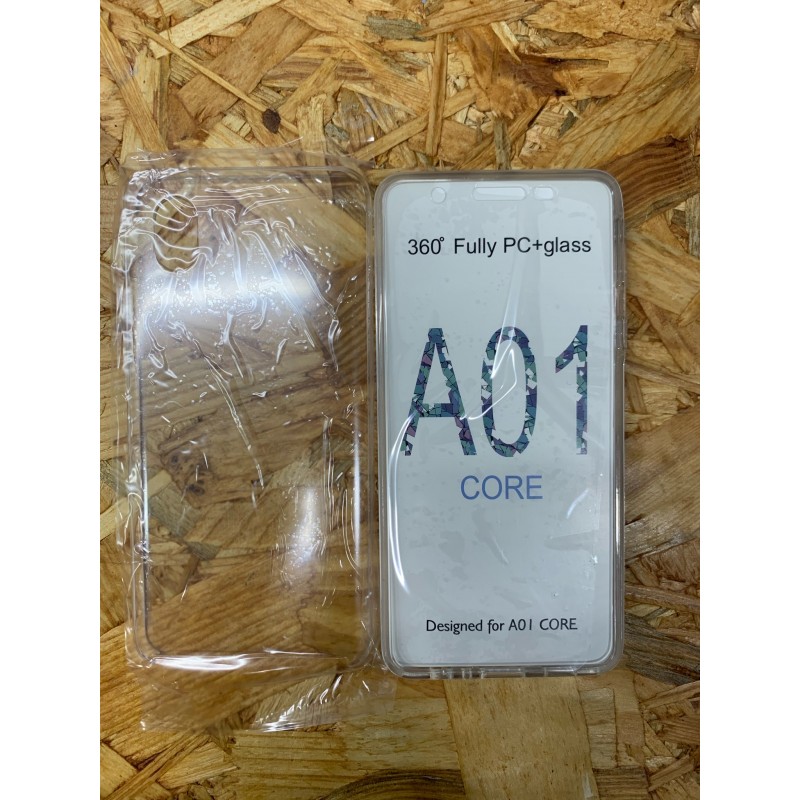 360° Fully PC+glass
A01
CORE
Designed for A01 CORE